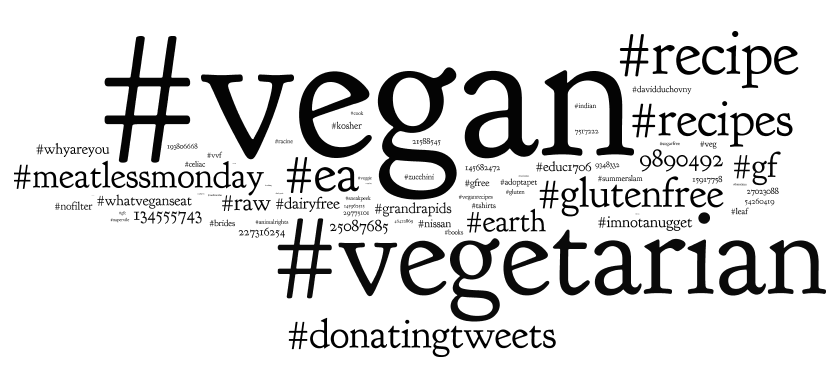 #vegan
#recipe
#davidduchovny
#recipes
#indian
#cook
#kosher
7517222
#whyareyou
193806668
#vvf
#racine
21588545
#veg
#celiac
#meatlessmonday
#ea
#zucchini
145682472
#educ1706
9348332
9890492
#gf
#gfree
#adoptapet
#summerslam
15917758
#glutenfree
#gluten
27023088
54260419
#nofilter
#whatveganseat
#raw
#dairyfree
#sneakpeek
29775101
#grandrapids
#veganrecipes
#tshirts
#leaf
134555743
#brides
#animalrights
227316254
25087685
#nissan
#books
#earth
#imnotanugget
#vegetarian
#donatingtweets